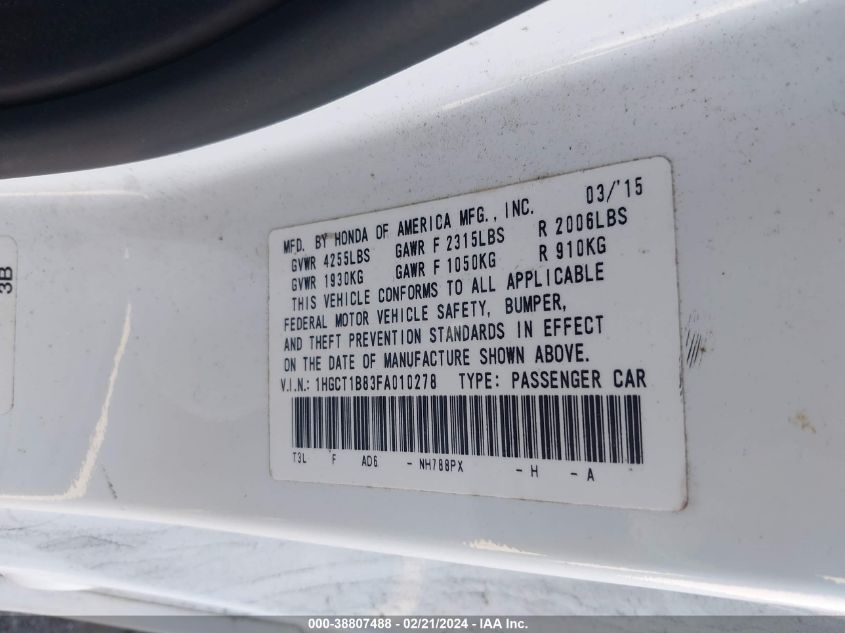 03/'15
MFD. BY HONDA OF AMERICA MFG., INC.
GVWR 4255LBS GAWR F 2315LBS R 2006LBS
GVWR 1930KG GAWR F 1050KG R 910KG
THIS VEHICLE CONFORMS TO ALL APPLICABLE
FEDERAL MOTOR VEHICLE SAFETY, BUMPER,
AND THEFT PREVENTION STANDARDS IN EFFECT
ON THE DATE OF MANUFACTURE SHOWN ABOVE.
V.I.N.: 1HGCT1B83FA010278 TYPE: PASSENGER CAR
T3L F AD6 - NH788PX - H - A
3B
000-38807488 - 02/21/2024 - IAA Inc.